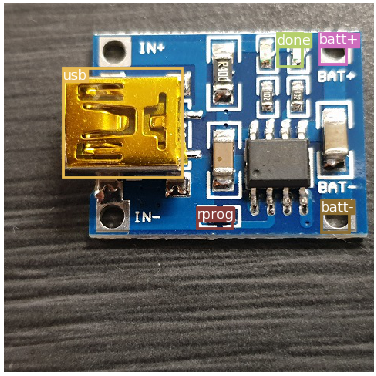 IN+
done
batt+
usb
BAT+
BAT-
rprog
batt-
IN-